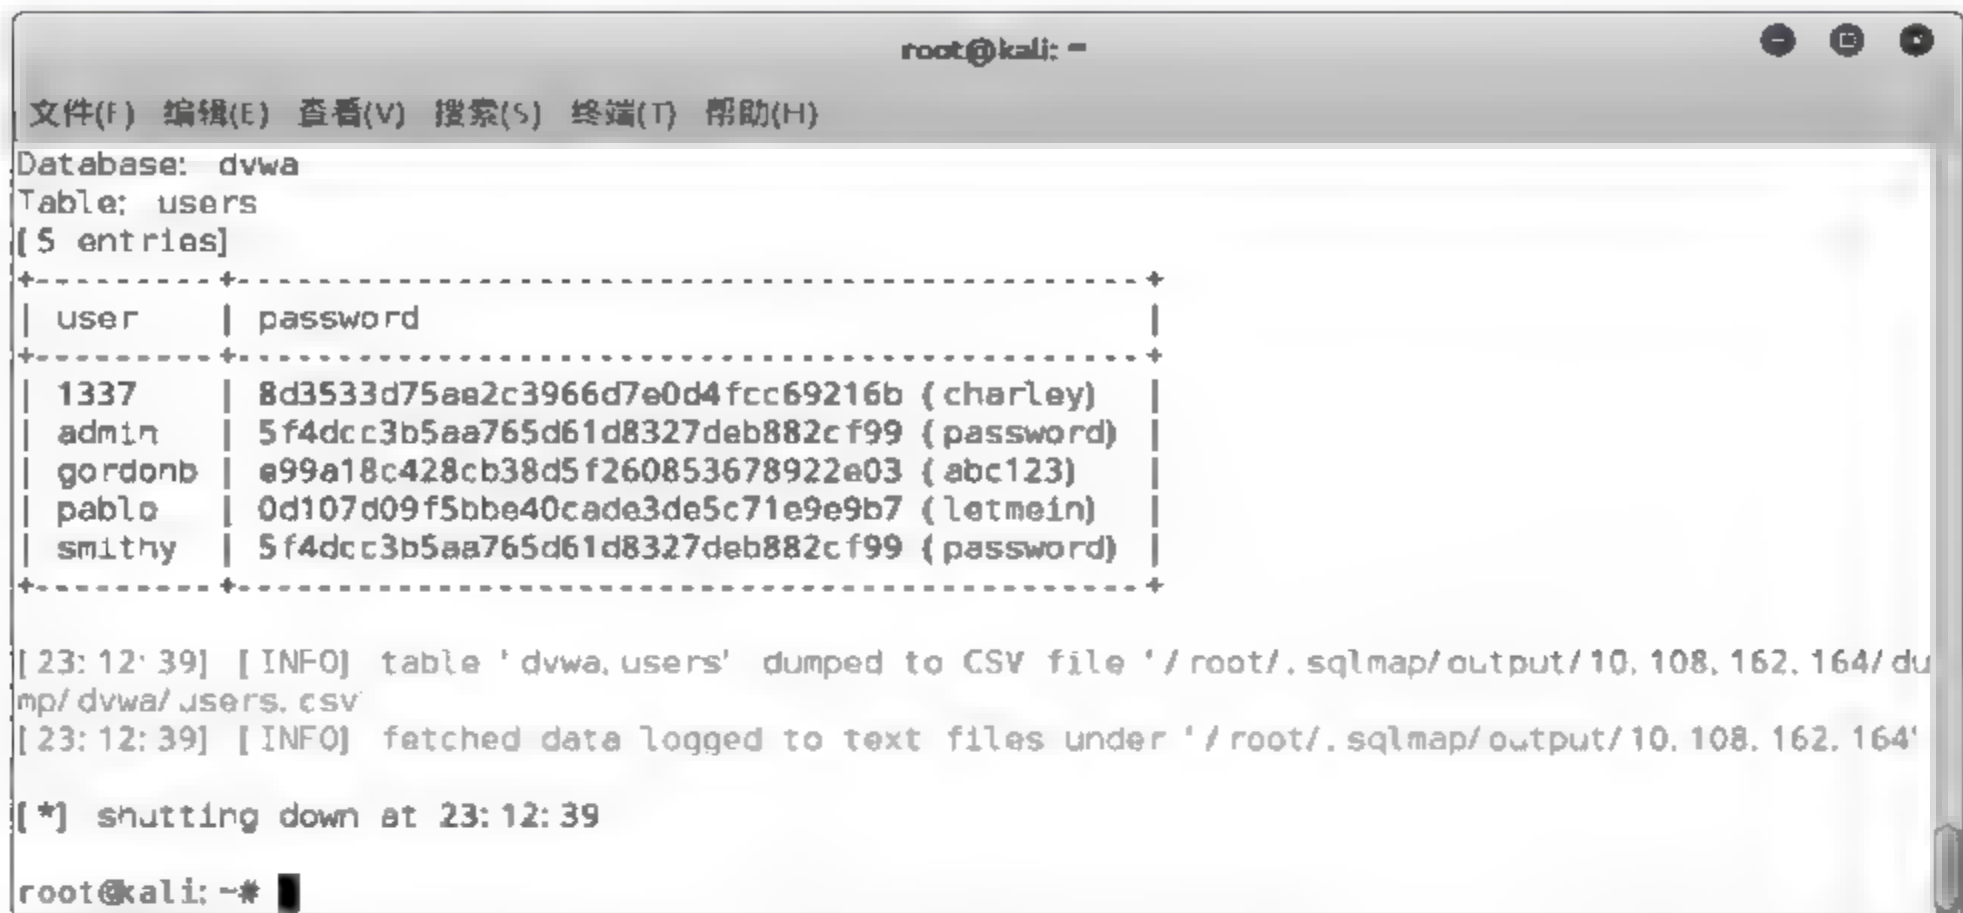 root@kali: ~
文件(F) 编辑(E) 查看(V) 搜索(S) 终端(T) 帮助(H)
Database: dvwa
Table: users
[5 entries]
+---------+---------------------------------------------+
| user    | password                                    |
+---------+---------------------------------------------+
| 1337    | 8d3533d75ae2c3966d7e0d4fcc69216b (charley)  |
| admin   | 5f4dcc3b5aa765d61d8327deb882cf99 (password) |
| gordonb | e99a18c428cb38d5f260853678922e03 (abc123)   |
| pablo   | 0d107d09f5bbe40cade3de5c71e9e9b7 (letmein)  |
| smithy  | 5f4dcc3b5aa765d61d8327deb882cf99 (password) |
+---------+---------------------------------------------+
[23:12:39] [INFO] table 'dvwa.users' dumped to CSV file '/root/.sqlmap/output/10.108.162.164/du
mp/dvwa/users.csv'
[23:12:39] [INFO] fetched data logged to text files under '/root/.sqlmap/output/10.108.162.164'
[*] shutting down at 23:12:39
root@kali:~#